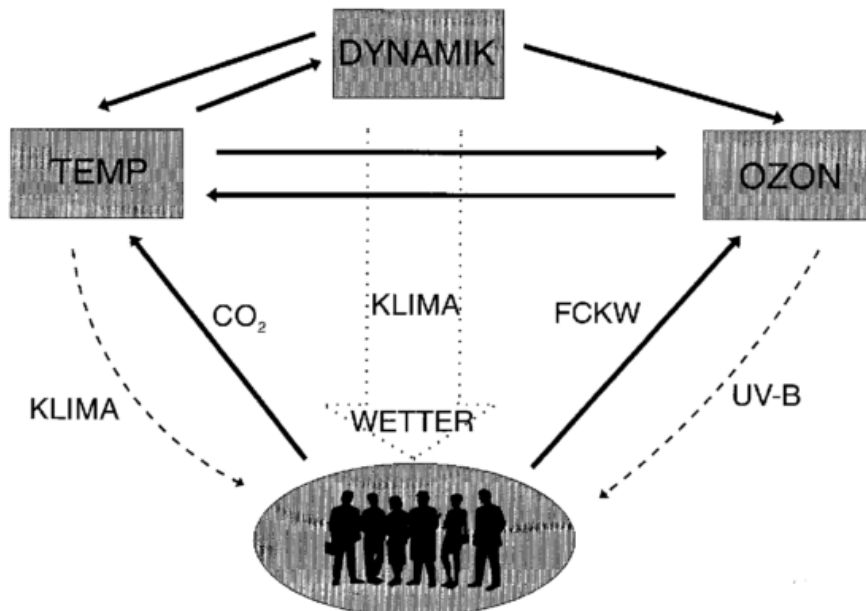 DYNAMIK
TEMP
OZON
KLIMA
CO₂
FCKW
KLIMA
WETTER
UV-B